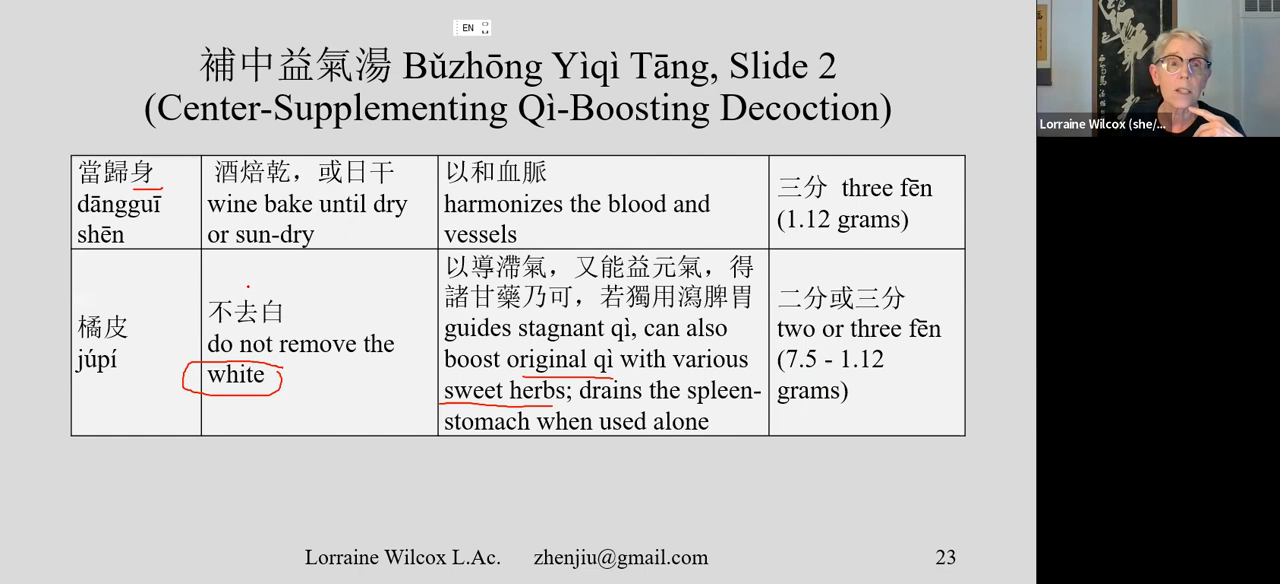 EN
補中益氣湯 Bǔzhōng Yìqì Tāng, Slide 2
(Center-Supplementing Qì-Boosting Decoction)
Lorraine Wilcox (she/...
當歸身
dāngguī
shēn
酒焙乾，或日干
wine bake until dry
or sun-dry
以和血脈
harmonizes the blood and
vessels
三分 three fēn
(1.12 grams)
橘皮
júpí
不去白
do not remove the
white
以導滯氣，又能益元氣，得
諸甘藥乃可，若獨用瀉脾胃
guides stagnant qì, can also
boost original qì with various
sweet herbs; drains the spleen-
stomach when used alone
二分或三分
two or three fēn
(7.5 - 1.12
grams)
Lorraine Wilcox L.Ac. zhenjiu@gmail.com 23